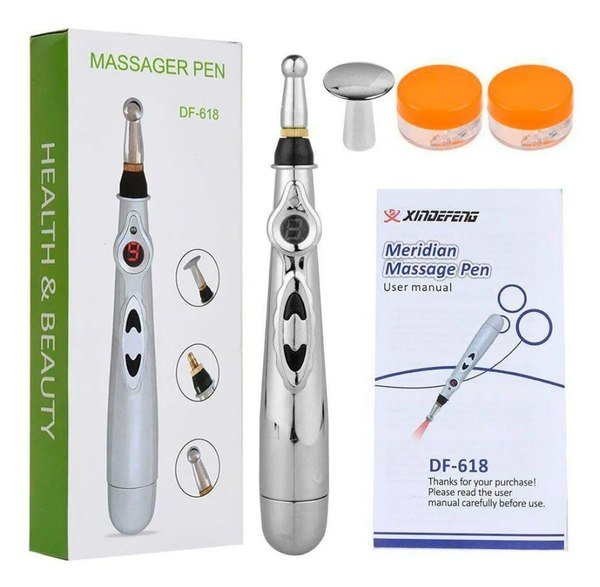 MASSAGER PEN
DF-618
HEALTH & BEAUTY
5
XINDEFENG
Meridian
Massage Pen
User manual
DF-618
Thanks for your purchase!
Please read the user
manual carefully before use.